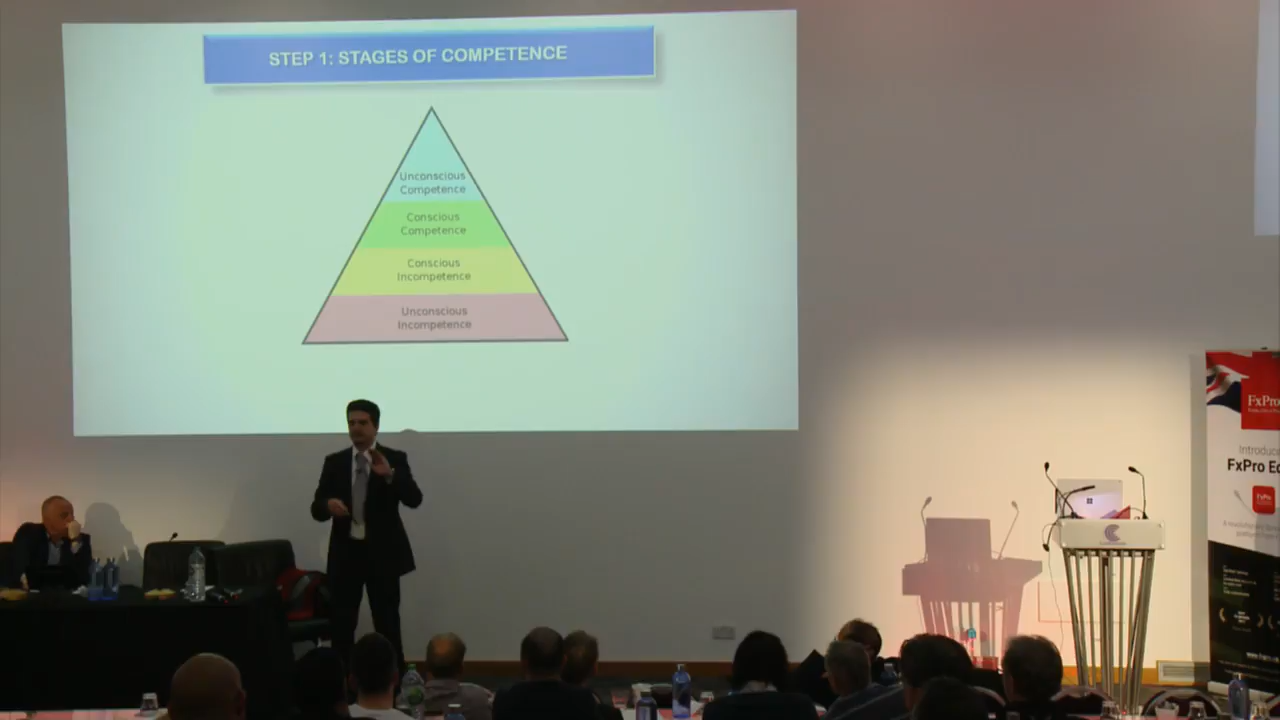 STEP 1: STAGES OF COMPETENCE
Unconscious
Competence
Conscious
Competence
Conscious
Incompetence
Unconscious
Incompetence
FxPro
FxPro